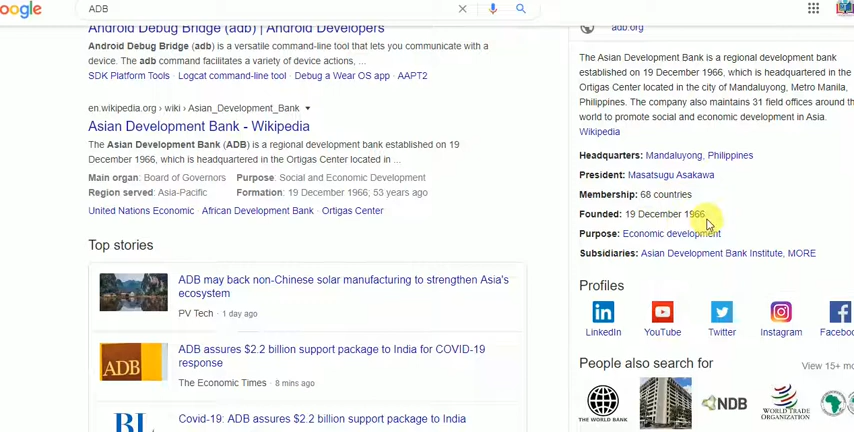 oogle
ADB
Android Debug Bridge (adb) | Android Developers
Android Debug Bridge (adb) is a versatile command-line tool that lets you communicate with a
device. The adb command facilitates a variety of device actions, ...
SDK Platform Tools · Logcat command-line tool · Debug a Wear OS app · AAPT2
en.wikipedia.org › wiki › Asian_Development_Bank
Asian Development Bank - Wikipedia
The Asian Development Bank (ADB) is a regional development bank established on 19
December 1966, which is headquartered in the Ortigas Center located in ...
Main organ: Board of Governors Purpose: Social and Economic Development
Region served: Asia-Pacific Formation: 19 December 1966; 53 years ago
United Nations Economic · African Development Bank · Ortigas Center
Top stories
ADB may back non-Chinese solar manufacturing to strengthen Asia's
ecosystem
PV Tech · 1 day ago
ADB
ADB assures $2.2 billion support package to India for COVID-19
response
The Economic Times · 8 mins ago
BL
Covid-19: ADB assures $2.2 billion support package to India
adb.org
The Asian Development Bank is a regional development bank
established on 19 December 1966, which is headquartered in the
Ortigas Center located in the city of Mandaluyong, Metro Manila,
Philippines. The company also maintains 31 field offices around th
world to promote social and economic development in Asia.
Wikipedia
Headquarters: Mandaluyong, Philippines
President: Masatsugu Asakawa
Membership: 68 countries
Founded: 19 December 1966
Purpose: Economic development
Subsidiaries: Asian Development Bank Institute, MORE
Profiles
LinkedIn YouTube Twitter Instagram Facebo
People also search for
View 15+ mo
THE WORLD BANK
NDB
WORLD TRADE
ORGANIZATION